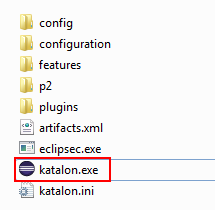 config
configuration
features
p2
plugins
artifacts.xml
eclipsec.exe
katalon.exe
katalon.ini